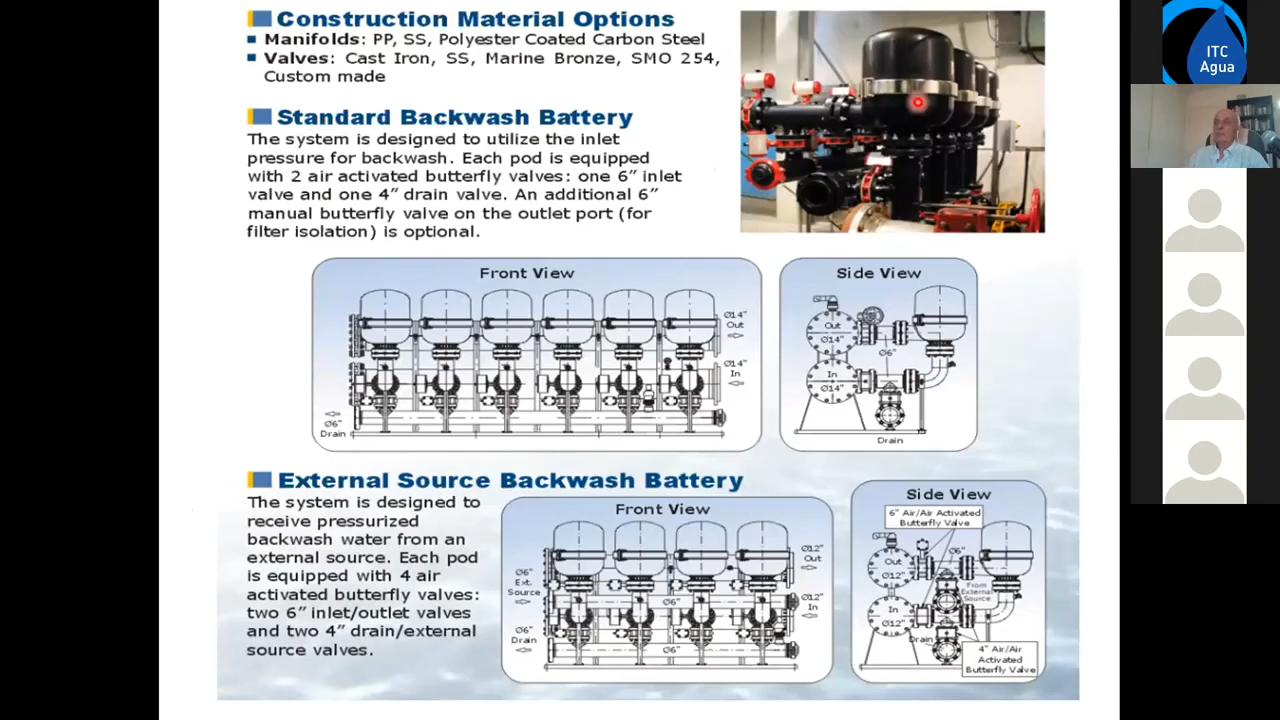 Construction Material Options
Manifolds: PP, SS, Polyester Coated Carbon Steel
Valves: Cast Iron, SS, Marine Bronze, SMO 254,
Custom made
Standard Backwash Battery
The system is designed to utilize the inlet
pressure for backwash. Each pod is equipped
with 2 air activated butterfly valves: one 6″ inlet
valve and one 4″ drain valve. An additional 6″
manual butterfly valve on the outlet port (for
filter isolation) is optional.
Front View
Ø14"
Out
Ø14"
In
Ø6"
Drain
Side View
Out
Ø14"
Ø6"
In
Ø14"
Drain
External Source Backwash Battery
The system is designed to
receive pressurized
backwash water from an
external source. Each pod
is equipped with 4 air
activated butterfly valves:
two 6″ inlet/outlet valves
and two 4″ drain/external
source valves.
Front View
Ø12"
Out
Ø6"
Ext.
Source
Ø12"
In
Ø6"
Ø6"
Drain
Ø6"
Side View
6" Air/Air Activated
Butterfly Valve
Ø6"
Out
Ø12"
From
External
Source
In
Ø12"
Drain
4" Air/Air
Activated
Butterfly Valve
ITC
Agua